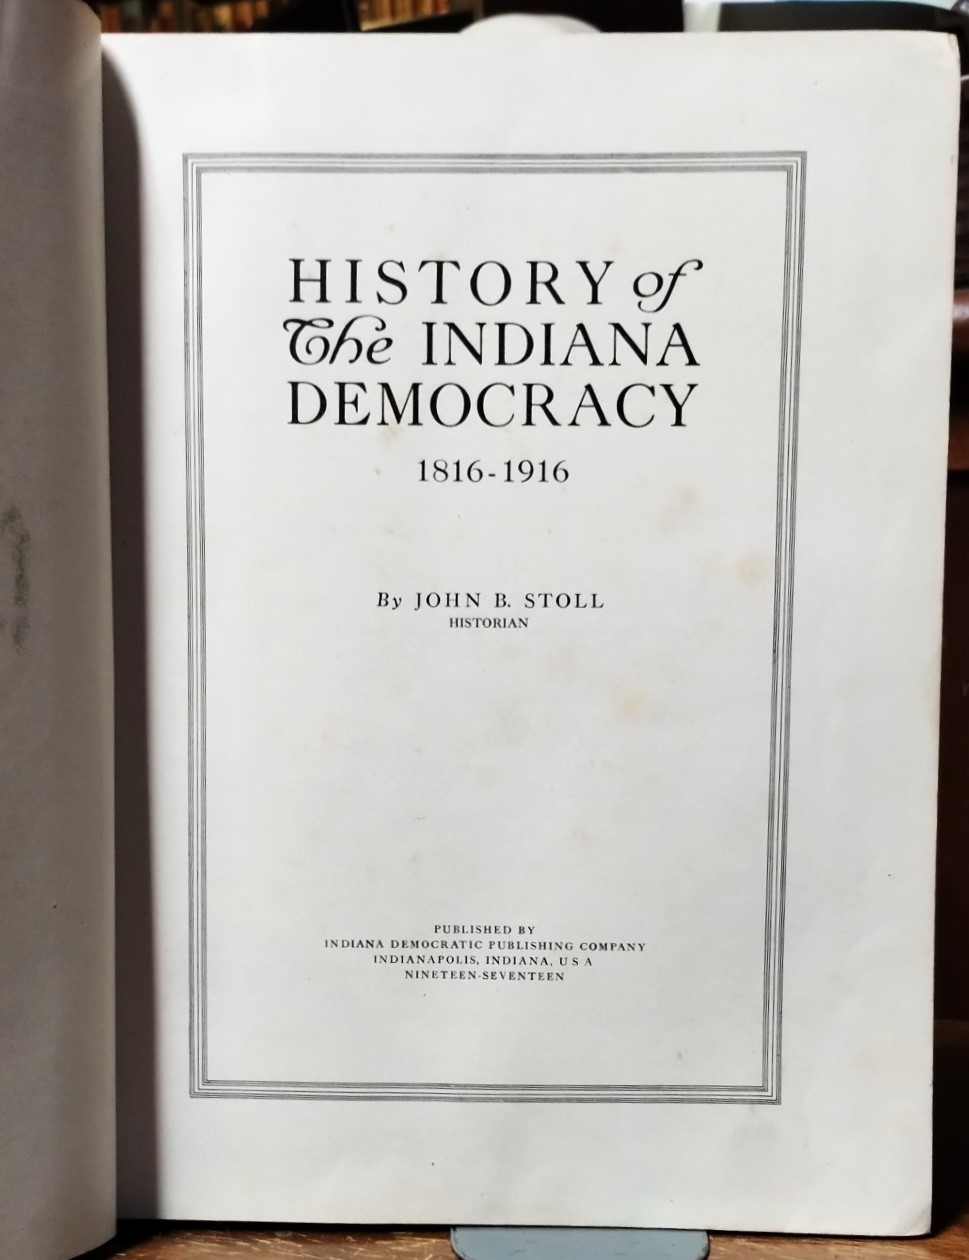 HISTORY of
The INDIANA
DEMOCRACY
1816-1916
By JOHN B. STOLL
HISTORIAN
PUBLISHED BY
INDIANA DEMOCRATIC PUBLISHING COMPANY
INDIANAPOLIS, INDIANA, U S A
NINETEEN-SEVENTEEN